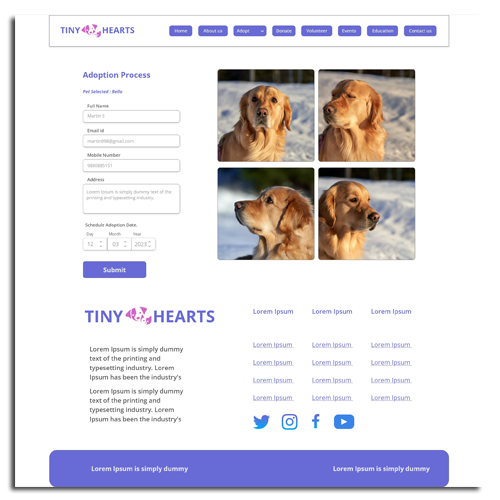 TINY HEARTS
Home About us Adopt Donate Volunteer Events Education Contact us
Adoption Process
Pet Selected : Bella
Full Name
Martin J
Email id
martin998@gmail.com
Mobile Number
Address
Lorem Ipsum is simply dummy text of the
printing and typesetting industry.
Schedule Adoption Date.
Day Month Year
12 02 2023
Submit
TINY HEARTS
Lorem Ipsum is simply dummy
text of the printing and
typesetting industry. Lorem
Ipsum has been the industry's
Lorem Ipsum is simply dummy
text of the printing and
typesetting industry. Lorem
Ipsum has been the industry's
Lorem Ipsum Lorem Ipsum Lorem Ipsum
Lorem Ipsum Lorem Ipsum Lorem Ipsum
Lorem Ipsum Lorem Ipsum Lorem Ipsum
Lorem Ipsum Lorem Ipsum Lorem Ipsum
Lorem Ipsum Lorem Ipsum Lorem Ipsum
Lorem Ipsum is simply dummy Lorem Ipsum is simply dummy